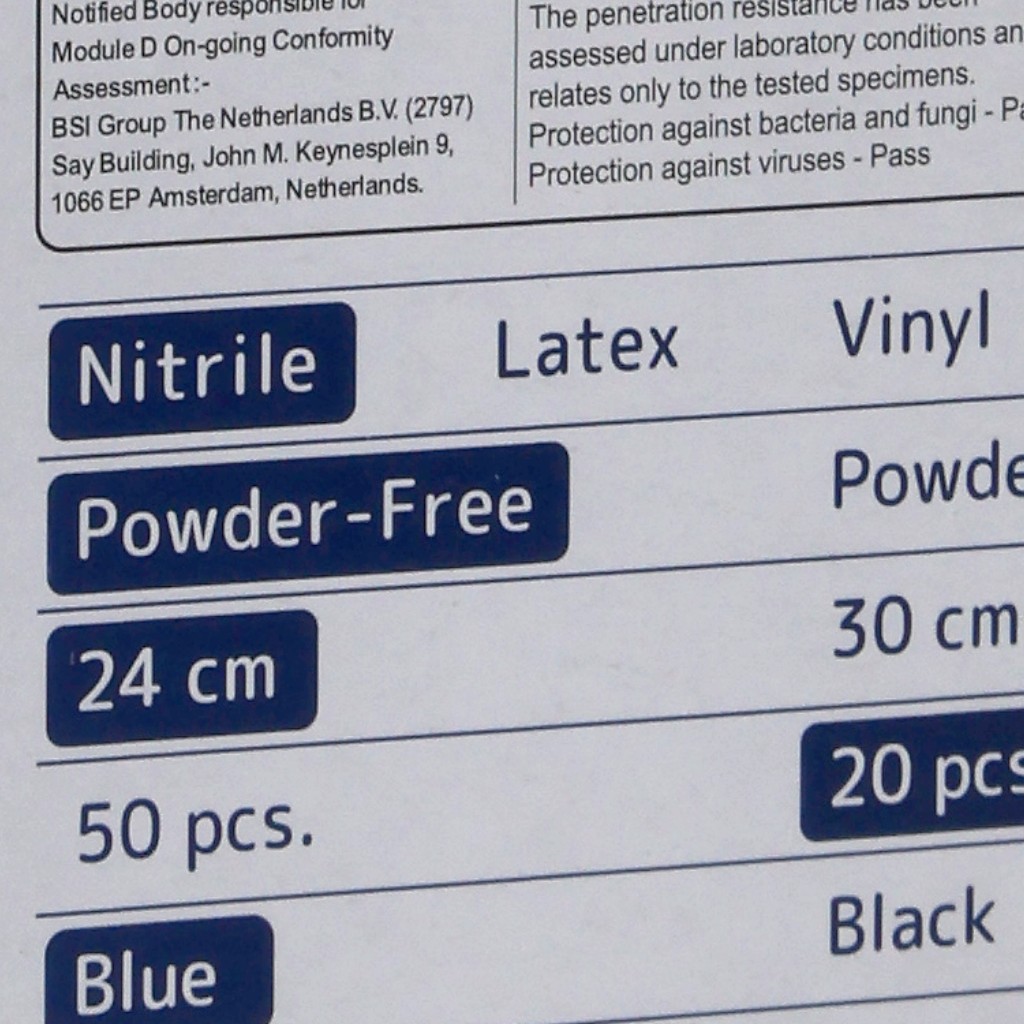 Notified Body responsible for
Module D On-going Conformity
Assessment:-
BSI Group The Netherlands B.V. (2797)
Say Building, John M. Keynesplein 9,
1066 EP Amsterdam, Netherlands.
The penetration resistance has been
assessed under laboratory conditions an
relates only to the tested specimens.
Protection against bacteria and fungi - Pa
Protection against viruses - Pass
Nitrile Latex Vinyl
Powder-Free Powde
24 cm 30 cm
50 pcs. 20 pcs
Blue Black